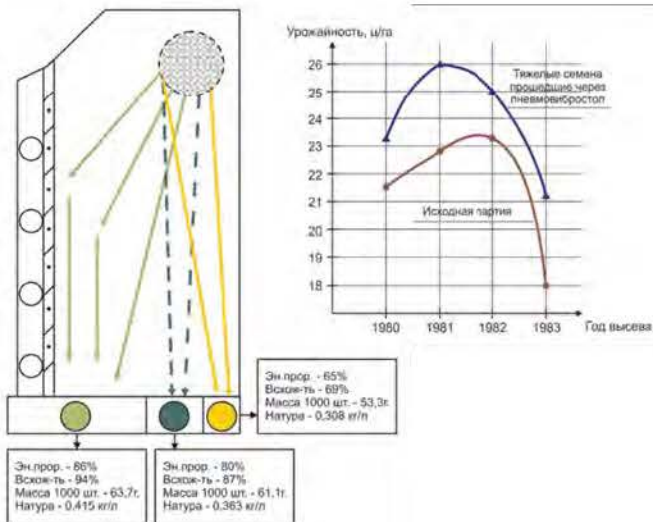 Урожайность, ц/га
26
25
24
23
22
21
20
19
18
Тяжелые семена
прошедшие через
пневмовибростол
Исходная партия
1980
1981
1982
1983
Год высева
Эн.прор. - 65%
Всхож-ть - 69%
Масса 1000 шт. - 53,3г.
Натура - 0,308 кг/л
Эн.прор. - 86%
Всхож-ть - 94%
Масса 1000 шт. - 63,7г.
Натура - 0.415 кг/л
Эн.прор. - 80%
Всхож-ть - 87%
Масса 1000 шт. - 61,1г.
Натура - 0,363 кг/л